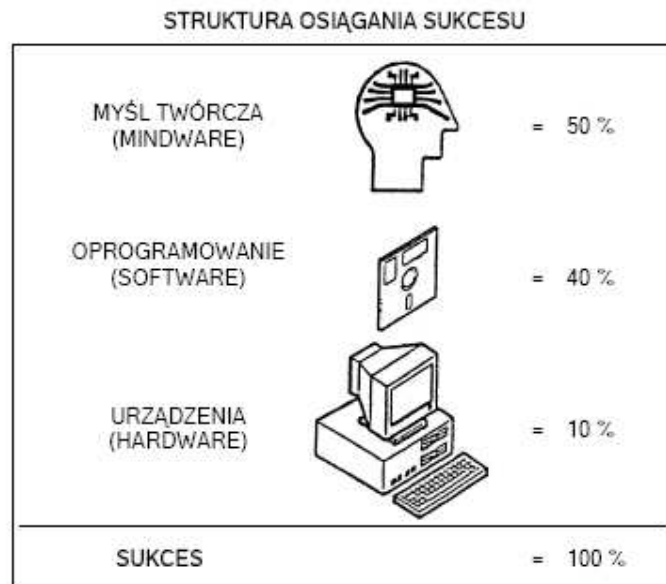 STRUKTURA OSIĄGANIA SUKCESU
MYŚL TWÓRCZA
(MINDWARE)
= 50 %
OPROGRAMOWANIE
(SOFTWARE)
= 40 %
URZĄDZENIA
(HARDWARE)
= 10 %
SUKCES = 100 %